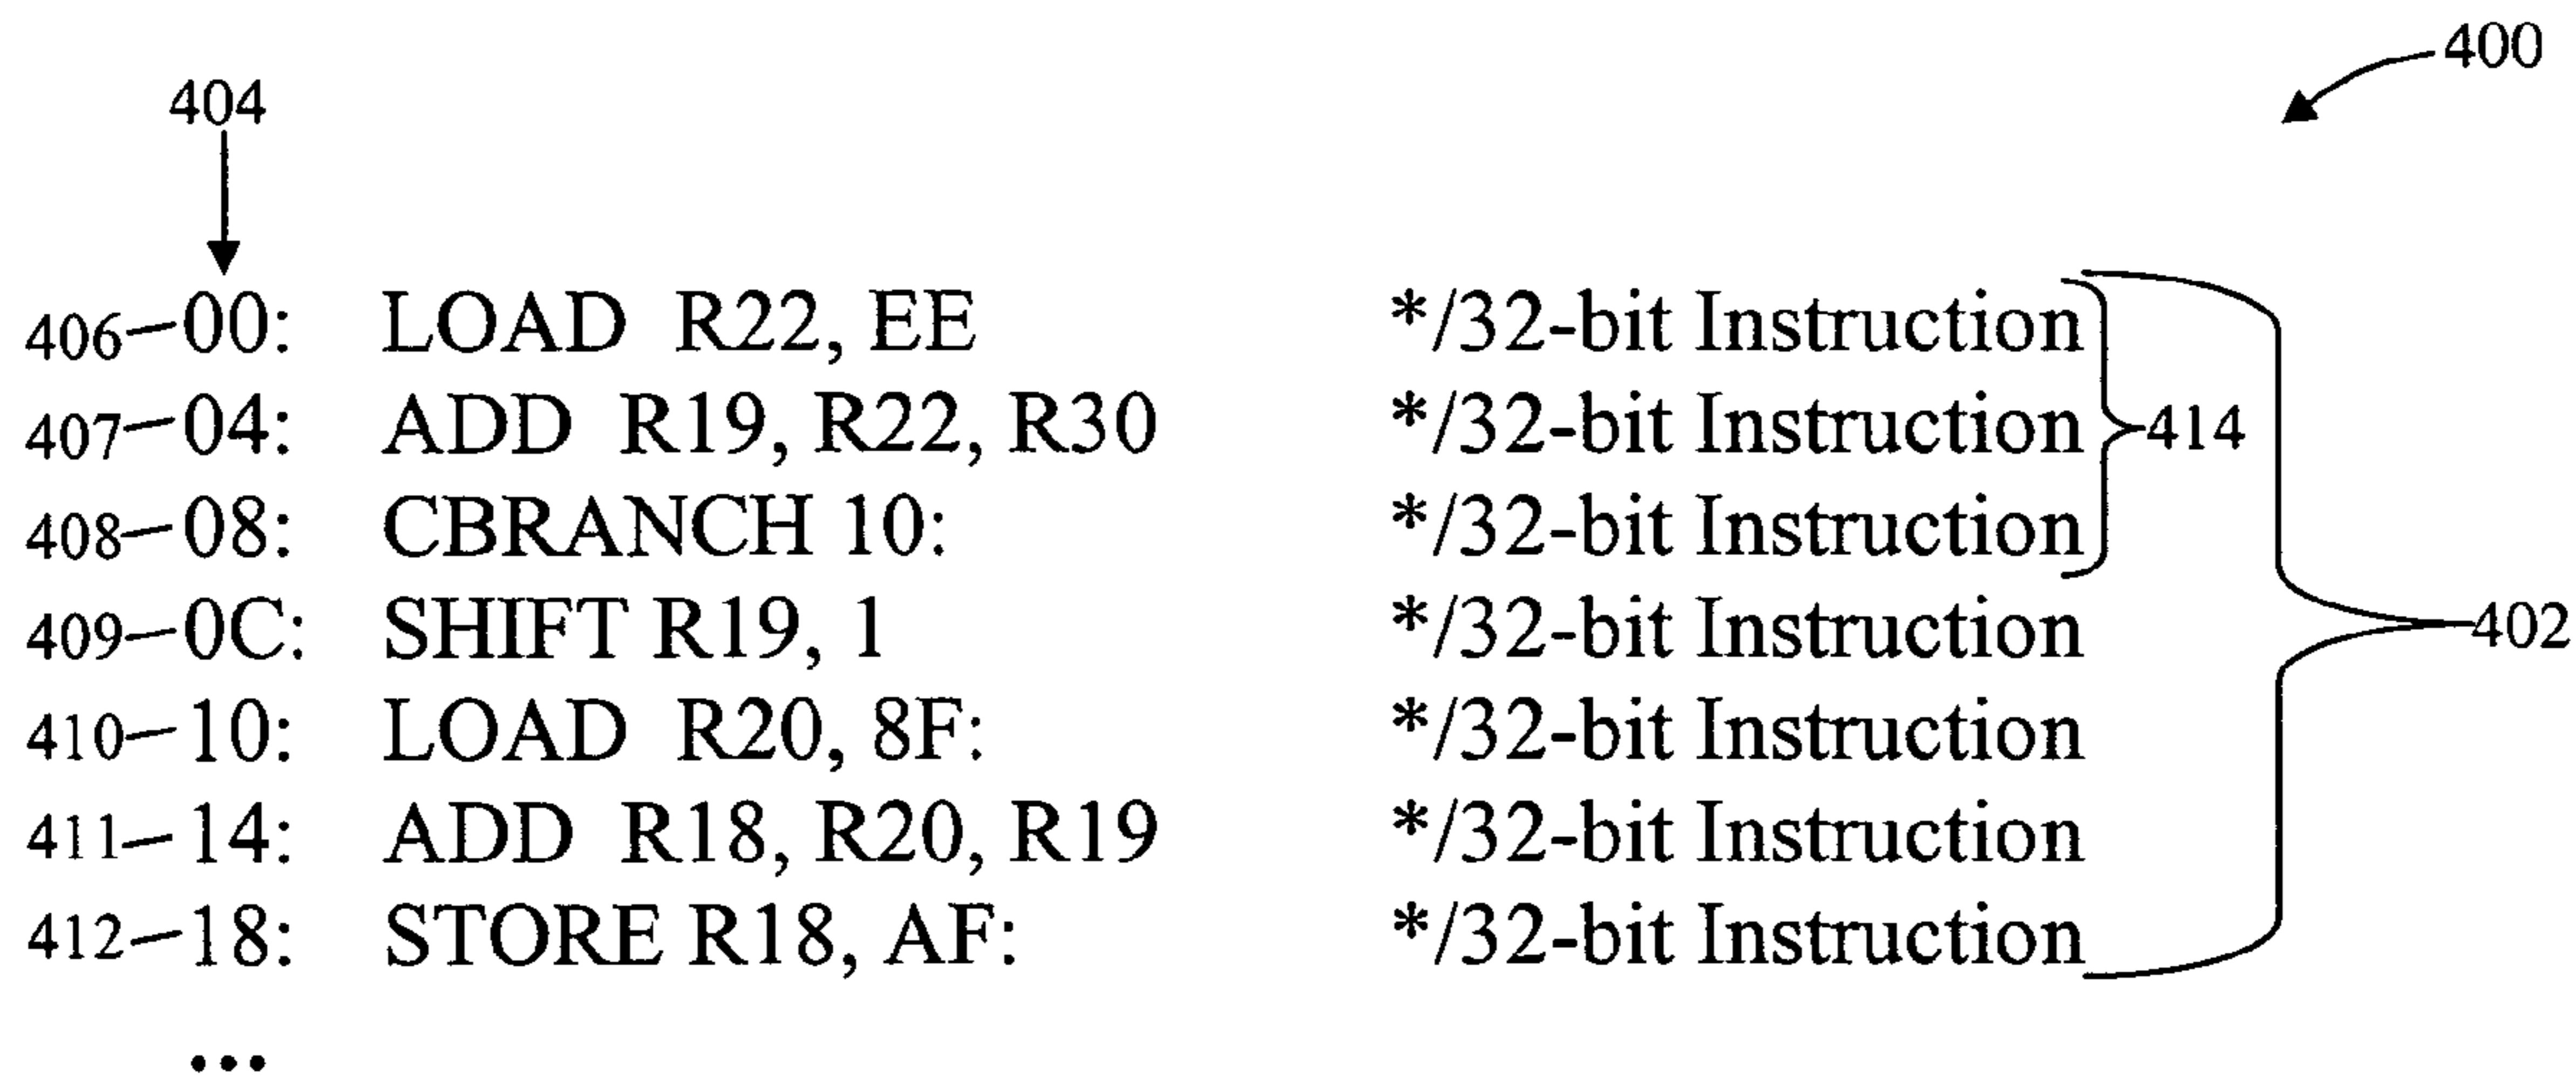 400
404
406 00: LOAD R22, EE */32-bit Instruction
407 04: ADD R19, R22, R30 */32-bit Instruction 414
408 08: CBRANCH 10: */32-bit Instruction
409 0C: SHIFT R19, 1 */32-bit Instruction 402
410 10: LOAD R20, 8F: */32-bit Instruction
411 14: ADD R18, R20, R19 */32-bit Instruction
412 18: STORE R18, AF: */32-bit Instruction
...